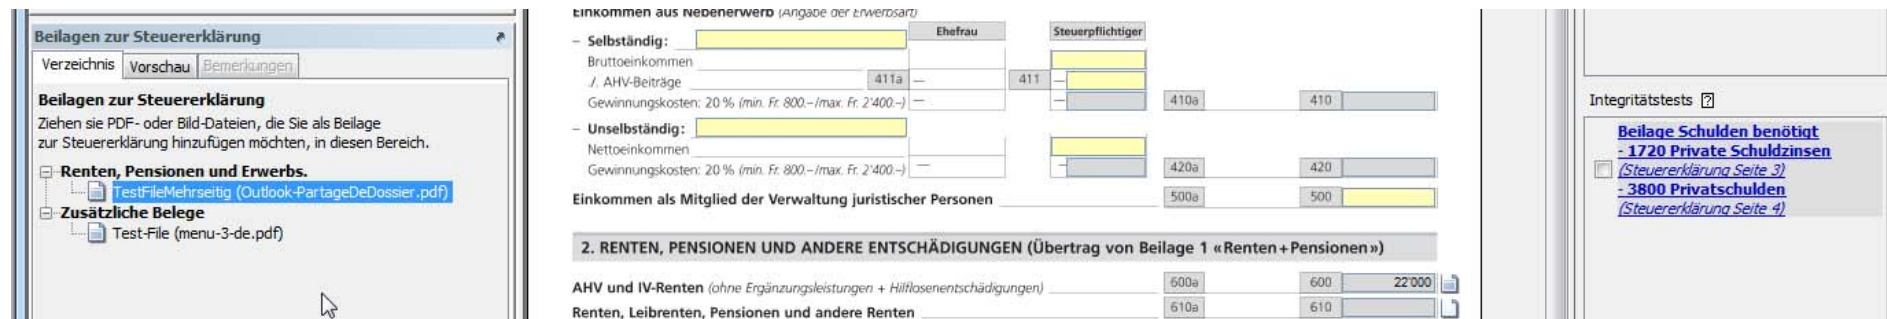 Beilagen zur Steuererklärung
Verzeichnis Vorschau Bemerkungen
Beilagen zur Steuererklärung
Ziehen sie PDF- oder Bild-Dateien, die Sie als Beilage
zur Steuererklärung hinzufügen möchten, in diesen Bereich.
Renten, Pensionen und Erwerbs.
TestFileMehrseitig (Outlook-PartageDeDossier.pdf)
Zusätzliche Belege
Test-File (menu-3-de.pdf)
Einkommen aus Nebenerwerb (Angabe der Erwerbsart)
Ehefrau Steuerpflichtiger
– Selbständig:
Bruttoeinkommen
./. AHV-Beiträge 411a — 411 —
Gewinnungskosten: 20 % (min. Fr. 800.–/max. Fr. 2'400.–) — — 410a 410
– Unselbständig:
Nettoeinkommen
Gewinnungskosten: 20 % (min. Fr. 800.–/max. Fr. 2'400.–) — — 420a 420
Einkommen als Mitglied der Verwaltung juristischer Personen 500a 500
2. RENTEN, PENSIONEN UND ANDERE ENTSCHÄDIGUNGEN (Übertrag von Beilage 1 «Renten+Pensionen»)
AHV und IV-Renten (ohne Ergänzungsleistungen + Hilflosenentschädigungen) 600a 600 22'000
Renten, Leibrenten, Pensionen und andere Renten 610a 610
Integritätstests ?
Beilage Schulden benötigt
- 1720 Private Schuldzinsen
(Steuererklärung Seite 3)
- 3800 Privatschulden
(Steuererklärung Seite 4)